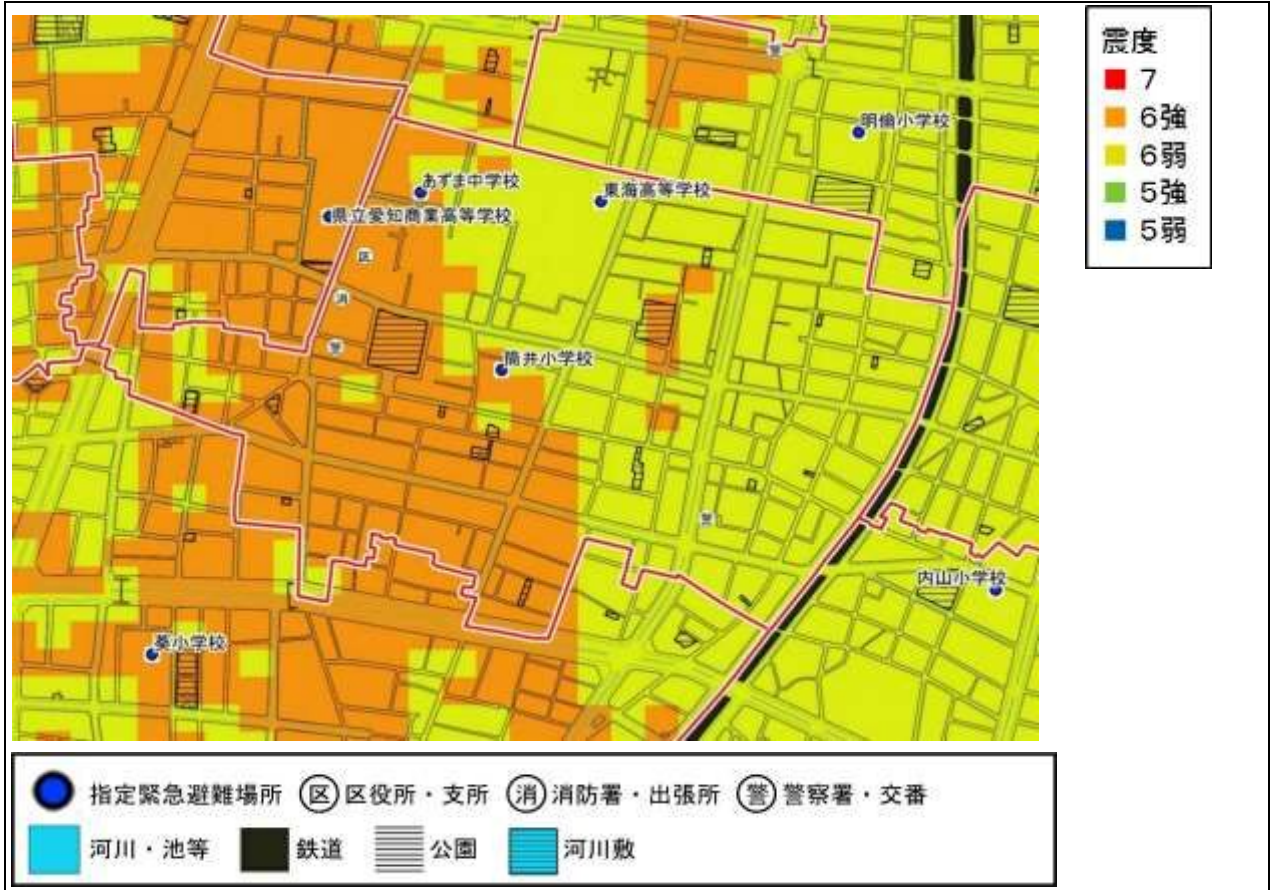 震度
7
6強
6弱
5強
5弱
警
明倫小学校
あずま中学校
東海高等学校
県立愛知商業高等学校
区
消
警
筒井小学校
警
内山小学校
葵小学校
指定緊急避難場所 区 区役所・支所 消 消防署・出張所 警 警察署・交番
河川・池等 鉄道 公園 河川敷